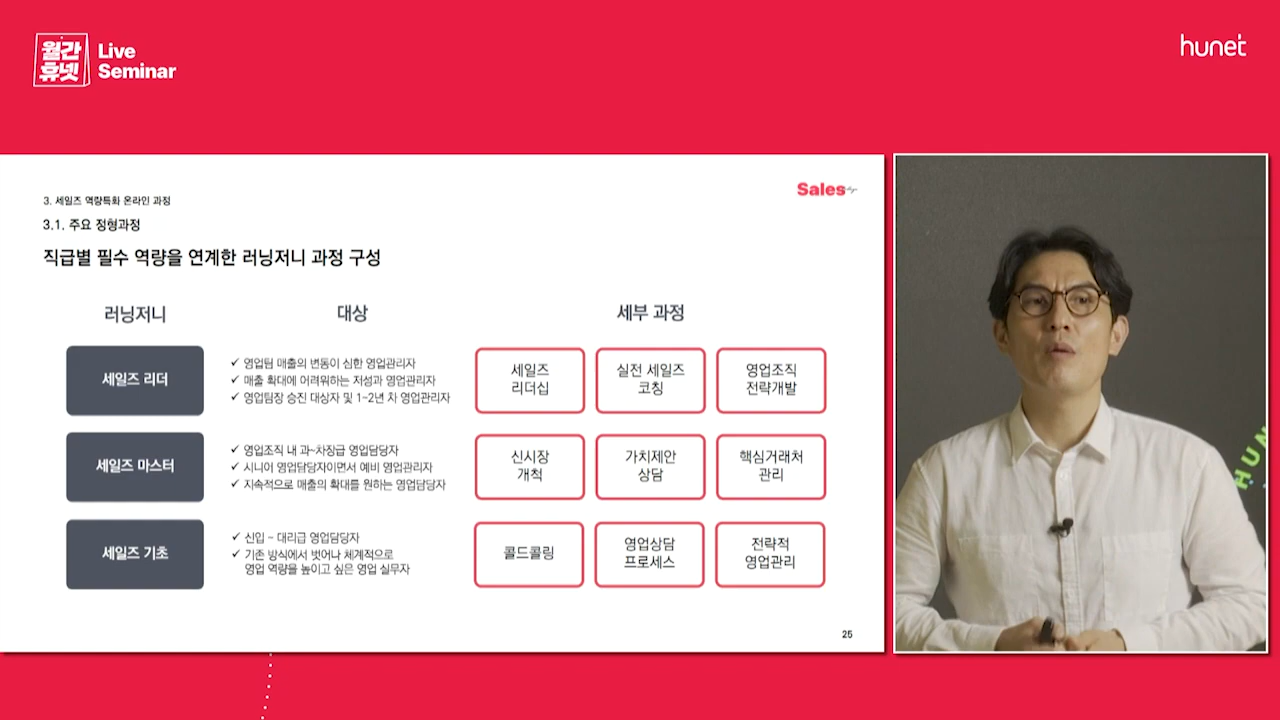 월간
휴넷
Live
Seminar
hunet
Sales
3. 세일즈 역량특화 온라인 과정
3.1. 주요 정형과정
직급별 필수 역량을 연계한 러닝저니 과정 구성
러닝저니
대상
세부 과정
세일즈 리더
✓ 영업팀 매출의 변동이 심한 영업관리자
✓ 매출 확대에 어려워하는 저성과 영업관리자
✓ 영업팀장 승진 대상자 및 1-2년 차 영업관리자
세일즈
리더십
실전 세일즈
코칭
영업조직
전략개발
세일즈 마스터
✓ 영업조직 내 과~차장급 영업담당자
✓ 시니어 영업담당자이면서 예비 영업관리자
✓ 지속적으로 매출의 확대를 원하는 영업담당자
신시장
개척
가치제안
상담
핵심거래처
관리
세일즈 기초
✓ 신입 - 대리급 영업담당자
✓ 기존 방식에서 벗어나 체계적으로
영업 역량을 높이고 싶은 영업 실무자
콜드콜링
영업상담
프로세스
전략적
영업관리
25
HUN